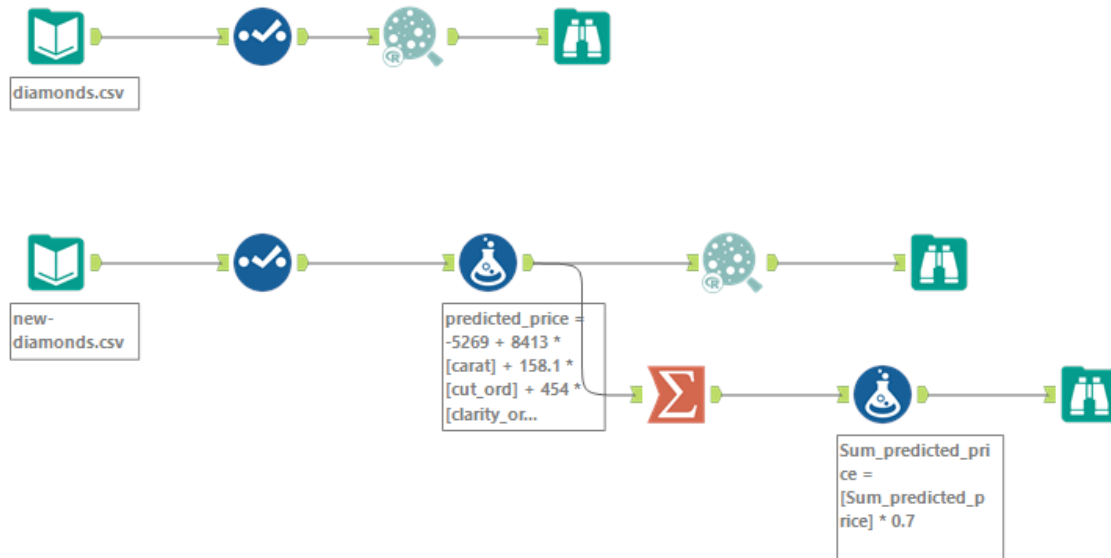 diamonds.csv
new-
diamonds.csv
predicted_price =
-5269 + 8413 *
[carat] + 158.1 *
[cut_ord] + 454 *
[clarity_or...
Sum_predicted_pri
ce =
[Sum_predicted_p
rice] * 0.7